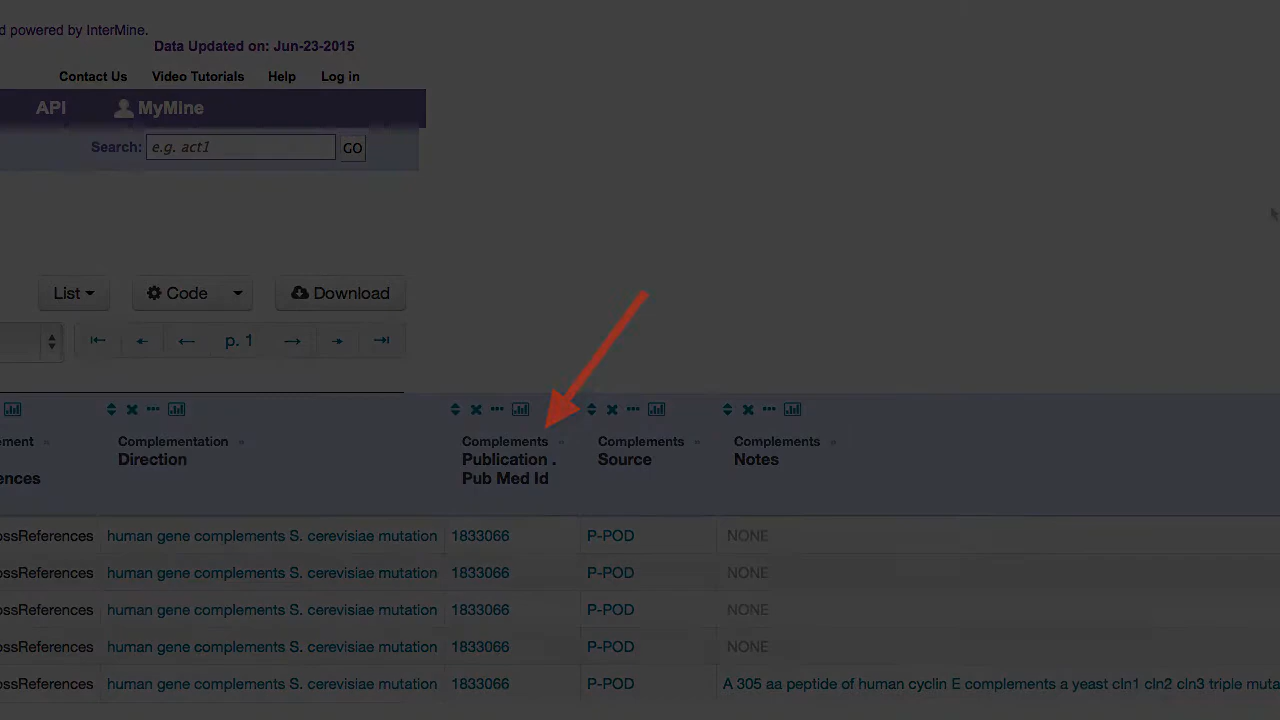 d powered by InterMine.
Data Updated on: Jun-23-2015
Contact Us Video Tutorials Help Log in
API MyMine
Search: e.g. act1 GO
List Code Download
p. 1
ement Complementation Complements Complements Complements
ences Direction Publication . Source Notes
Pub Med Id
ossReferences human gene complements S. cerevisiae mutation 1833066 P-POD NONE
ossReferences human gene complements S. cerevisiae mutation 1833066 P-POD NONE
ossReferences human gene complements S. cerevisiae mutation 1833066 P-POD NONE
ossReferences human gene complements S. cerevisiae mutation 1833066 P-POD NONE
ossReferences human gene complements S. cerevisiae mutation 1833066 P-POD A 305 aa peptide of human cyclin E complements a yeast cln1 cln2 cln3 triple muta